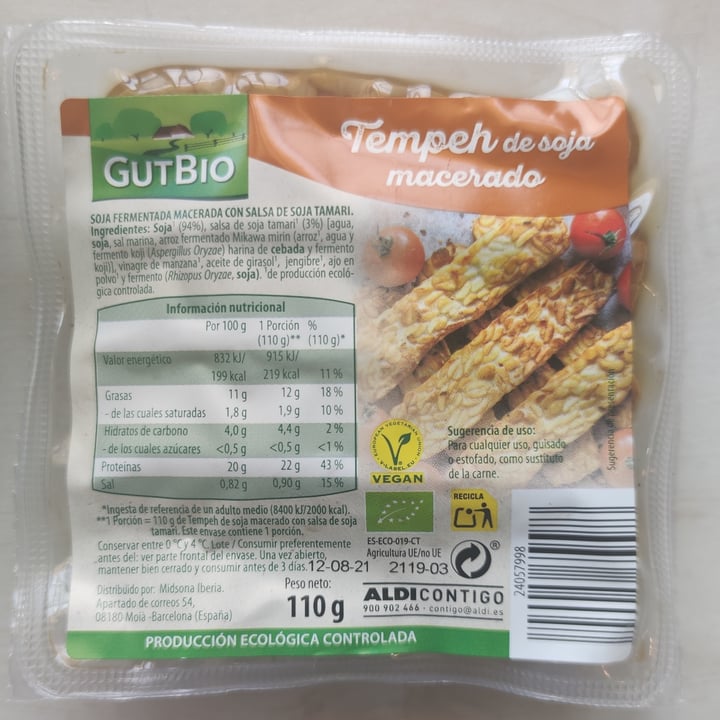 GUTBIO
Tempeh de soja
macerado
SOJA FERMENTADA MACERADA CON SALSA DE SOJA TAMARI.
Ingredientes: Soja¹ (94%), salsa de soja tamari¹ (3%) [agua,
soja, sal marina, arroz fermentado Mikawa mirin (arroz¹, agua y
fermento koji (Aspergillus Oryzae) harina de cebada y fermento
koji)], vinagre de manzana¹, aceite de girasol¹, jengibre¹, ajo en
polvo¹ y fermento (Rhizopus Oryzae, soja). ¹de producción ecoló-
gica controlada.
Información nutricional
Por 100 g 1 Porción %
(110 g)** (110 g)*
Valor energético 832 kJ/ 915 kJ/
199 kcal 219 kcal 11 %
Grasas 11 g 12 g 18 %
- de las cuales saturadas 1,8 g 1,9 g 10 %
Hidratos de carbono 4,0 g 4,4 g 2 %
- de los cuales azúcares <0,5 g <0,5 g <1 %
Proteinas 20 g 22 g 43 %
Sal 0,82 g 0,90 g 15 %
*Ingesta de referencia de un adulto medio (8400 kJ/2000 kcal).
**1 Porción = 110 g de Tempeh de soja macerado con salsa de soja
tamari. Este envase contiene 1 porción.
Conservar entre 0 °C y 4 °C. Lote / Consumir preferentemente
antes del: ver parte frontal del envase. Una vez abierto,
mantener bien cerrado y consumir antes de 3 días.
12-08-21 2119-03
Distribuido por: Midsona Iberia.
Apartado de correos 54,
08180 Moià -Barcelona (España)
Peso neto:
110 g
EUROPEAN VEGETARIAN UNION
V-LABEL.EU
VEGAN
Sugerencia de uso:
Para cualquier uso, guisado
o estofado, como sustituto
de la carne.
Sugerencia de presentación
RECICLA
ES-ECO-019-CT
Agricultura UE/no UE
®
ALDI CONTIGO
900 902 466 · contigo@aldi.es
24057998
PRODUCCIÓN ECOLÓGICA CONTROLADA